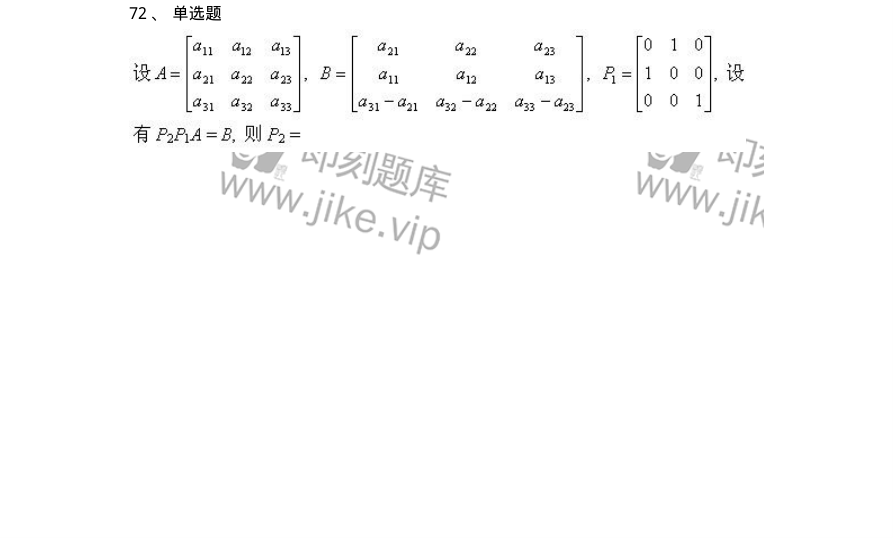 72、 单选题
设 A = [a11 a12 a13; a21 a22 a23; a31 a32 a33], B = [a21 a22 a23; a11 a12 a13; a31 − a21 a32 − a22 a33 − a23], P1 = [0 1 0; 1 0 0; 0 0 1], 设
有 P2P1A = B, 则 P2 =
即刻题库
www.jike.vip